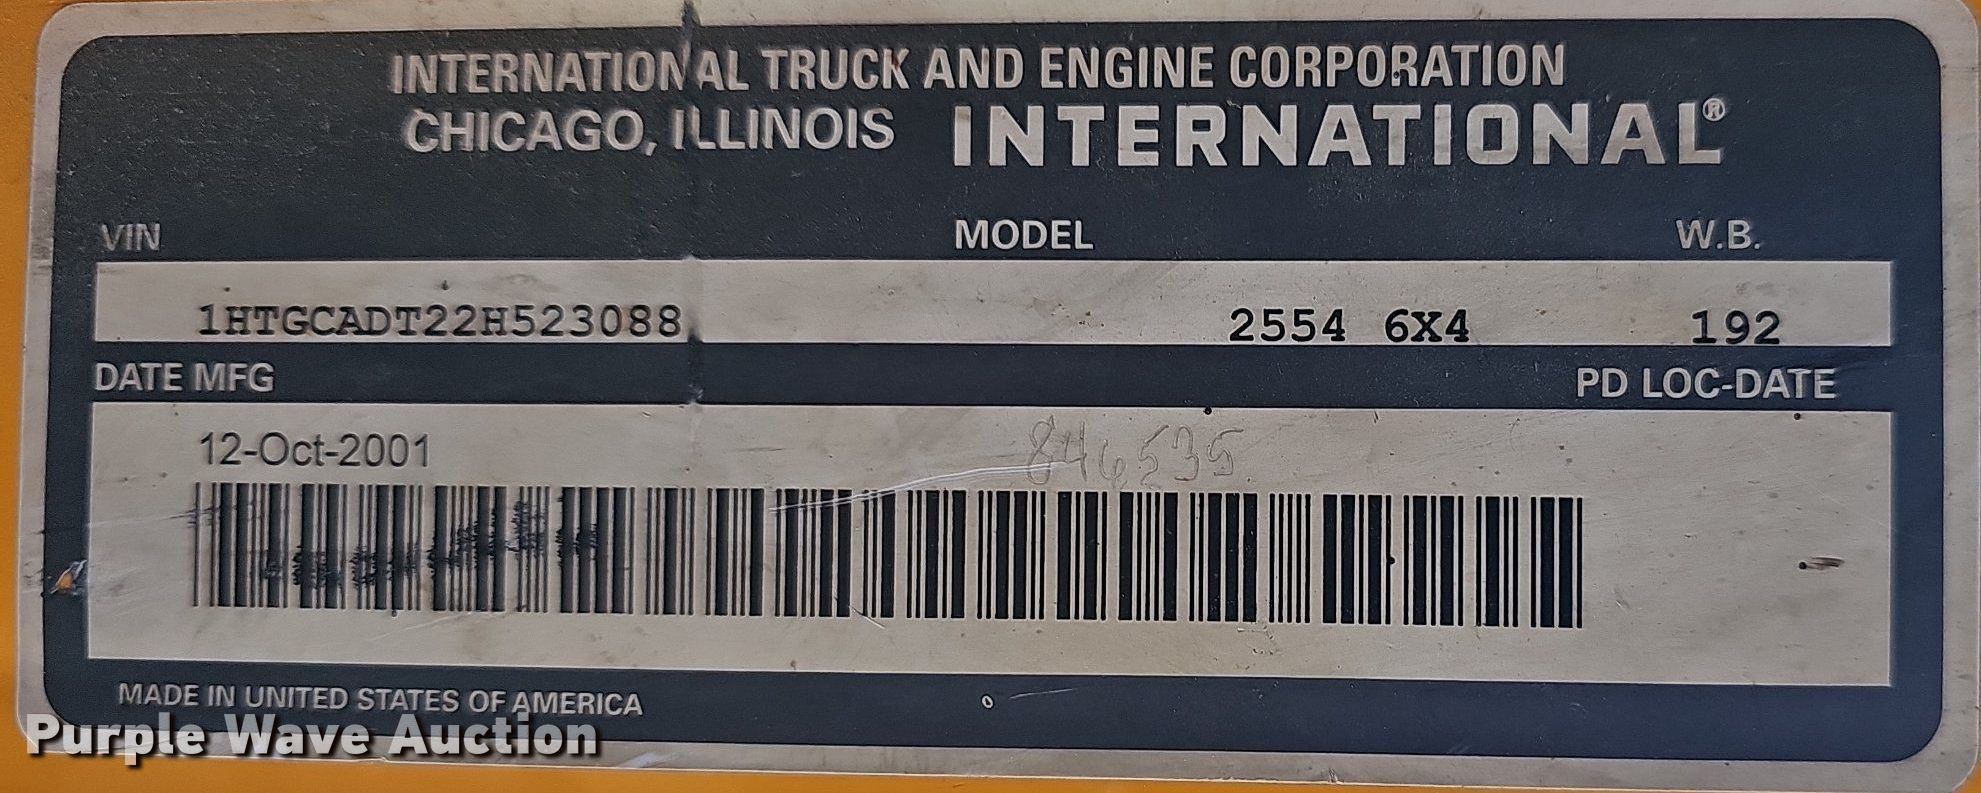 INTERNATIONAL TRUCK AND ENGINE CORPORATION
CHICAGO, ILLINOIS INTERNATIONAL®
VIN MODEL W.B.
1HTGCADT22H523088 2554 6X4 192
DATE MFG PD LOC-DATE
12-Oct-2001 846535
MADE IN UNITED STATES OF AMERICA
Purple Wave Auction